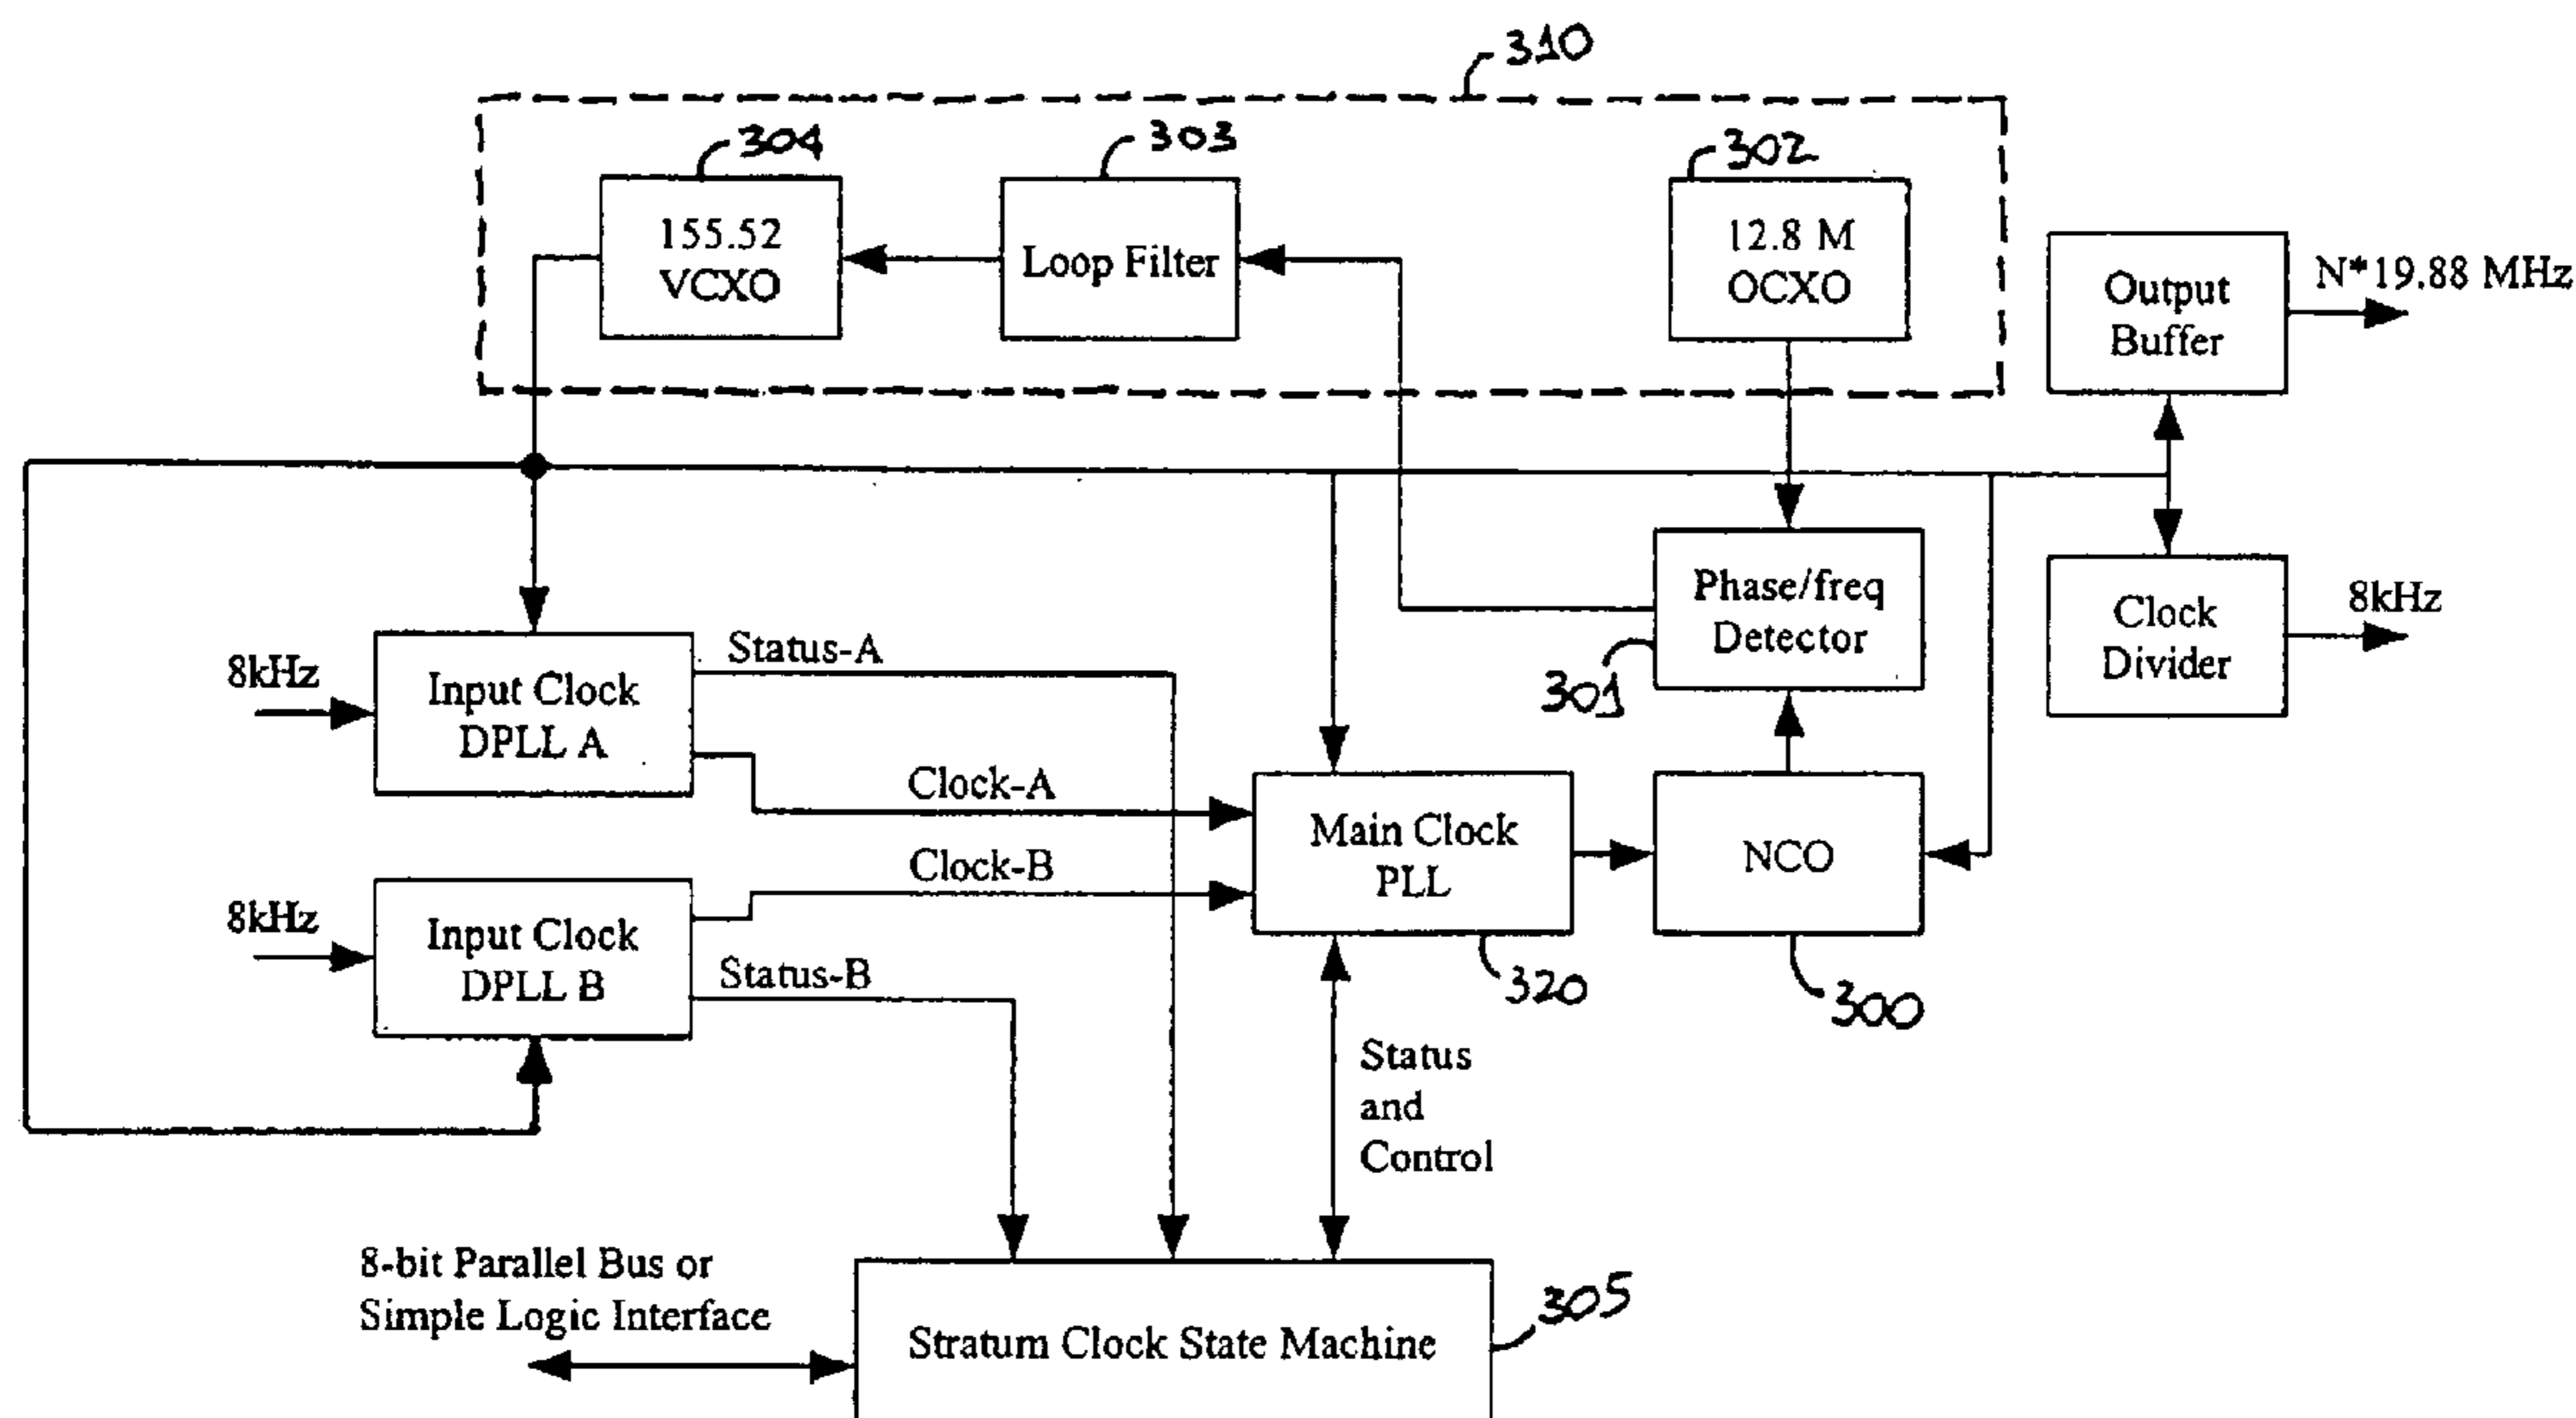 310
304
303
302
155.52
VCXO
Loop Filter
12.8 M
OCXO
Output
Buffer
N*19.88 MHz
Phase/freq
Detector
301
Clock
Divider
8kHz
8kHz
Input Clock
DPLL A
Status-A
Clock-A
Clock-B
Main Clock
PLL
320
NCO
300
8kHz
Input Clock
DPLL B
Status-B
Status
and
Control
8-bit Parallel Bus or
Simple Logic Interface
Stratum Clock State Machine
305